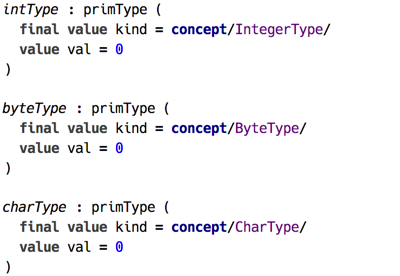 intType : primType (
  final value kind = concept/IntegerType/
  value val = 0
)
byteType : primType (
  final value kind = concept/ByteType/
  value val = 0
)
charType : primType (
  final value kind = concept/CharType/
  value val = 0
)